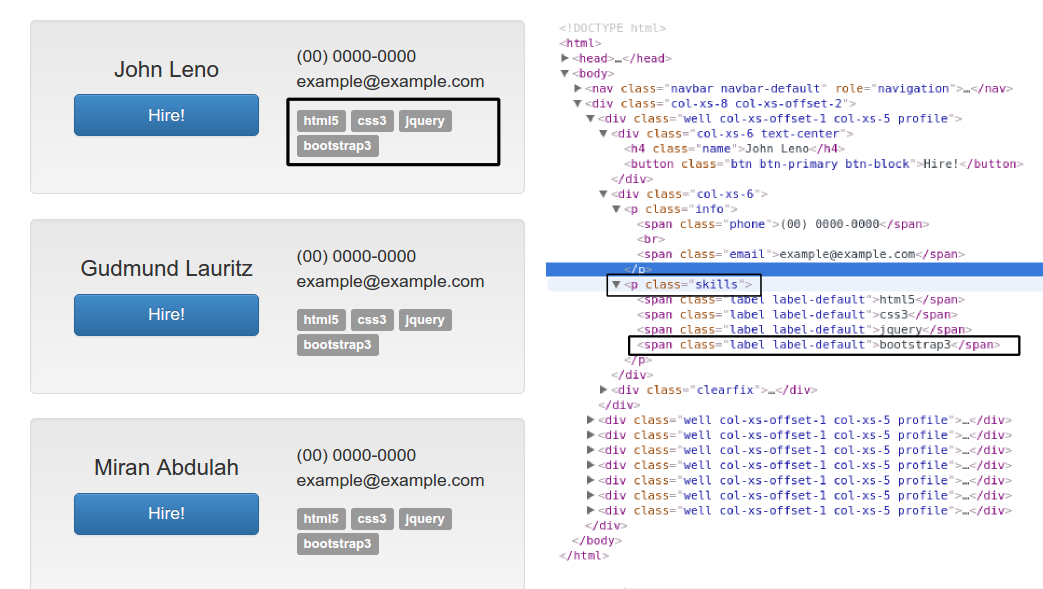 John Leno
Hire!
(00) 0000-0000
example@example.com
html5 css3 jquery
bootstrap3
Gudmund Lauritz
Hire!
(00) 0000-0000
example@example.com
html5 css3 jquery
bootstrap3
Miran Abdulah
Hire!
(00) 0000-0000
example@example.com
html5 css3 jquery
bootstrap3
<!DOCTYPE html>
<html>
▶<head>…</head>
▼<body>
▶<nav class="navbar navbar-default" role="navigation">…</nav>
▼<div class="col-xs-8 col-xs-offset-2">
▼<div class="well col-xs-offset-1 col-xs-5 profile">
▼<div class="col-xs-6 text-center">
<h4 class="name">John Leno</h4>
<button class="btn btn-primary btn-block">Hire!</button>
</div>
▼<div class="col-xs-6">
▼<p class="info">
<span class="phone">(00) 0000-0000</span>
<br>
<span class="email">example@example.com</span>
</p>
▼<p class="skills">
<span class="label label-default">html5</span>
<span class="label label-default">css3</span>
<span class="label label-default">jquery</span>
<span class="label label-default">bootstrap3</span>
</p>
</div>
▶<div class="clearfix">…</div>
</div>
▶<div class="well col-xs-offset-1 col-xs-5 profile">…</div>
▶<div class="well col-xs-offset-1 col-xs-5 profile">…</div>
▶<div class="well col-xs-offset-1 col-xs-5 profile">…</div>
▶<div class="well col-xs-offset-1 col-xs-5 profile">…</div>
▶<div class="well col-xs-offset-1 col-xs-5 profile">…</div>
▶<div class="well col-xs-offset-1 col-xs-5 profile">…</div>
▶<div class="well col-xs-offset-1 col-xs-5 profile">…</div>
</div>
</body>
</html>